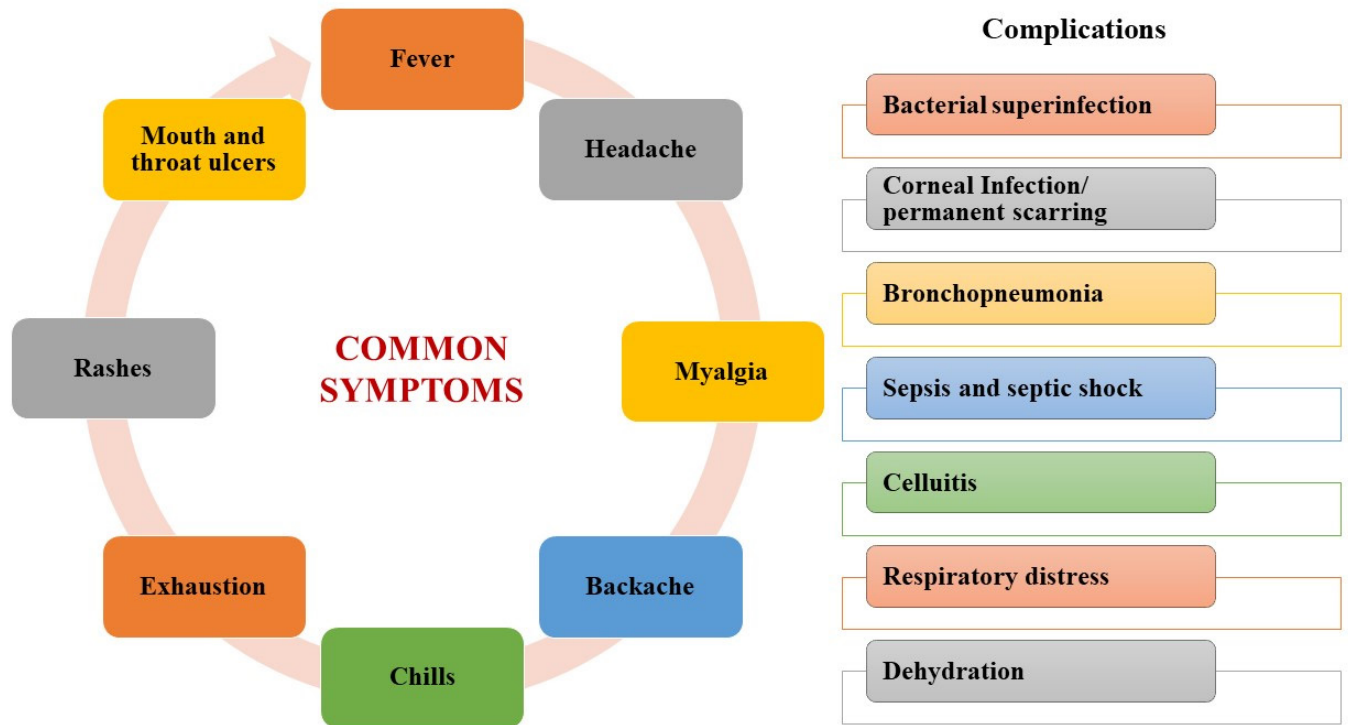 Fever
Headache
Myalgia
Backache
Chills
Exhaustion
Rashes
Mouth and
throat ulcers
COMMON
SYMPTOMS
Complications
Bacterial superinfection
Corneal Infection/
permanent scarring
Bronchopneumonia
Sepsis and septic shock
Celluitis
Respiratory distress
Dehydration